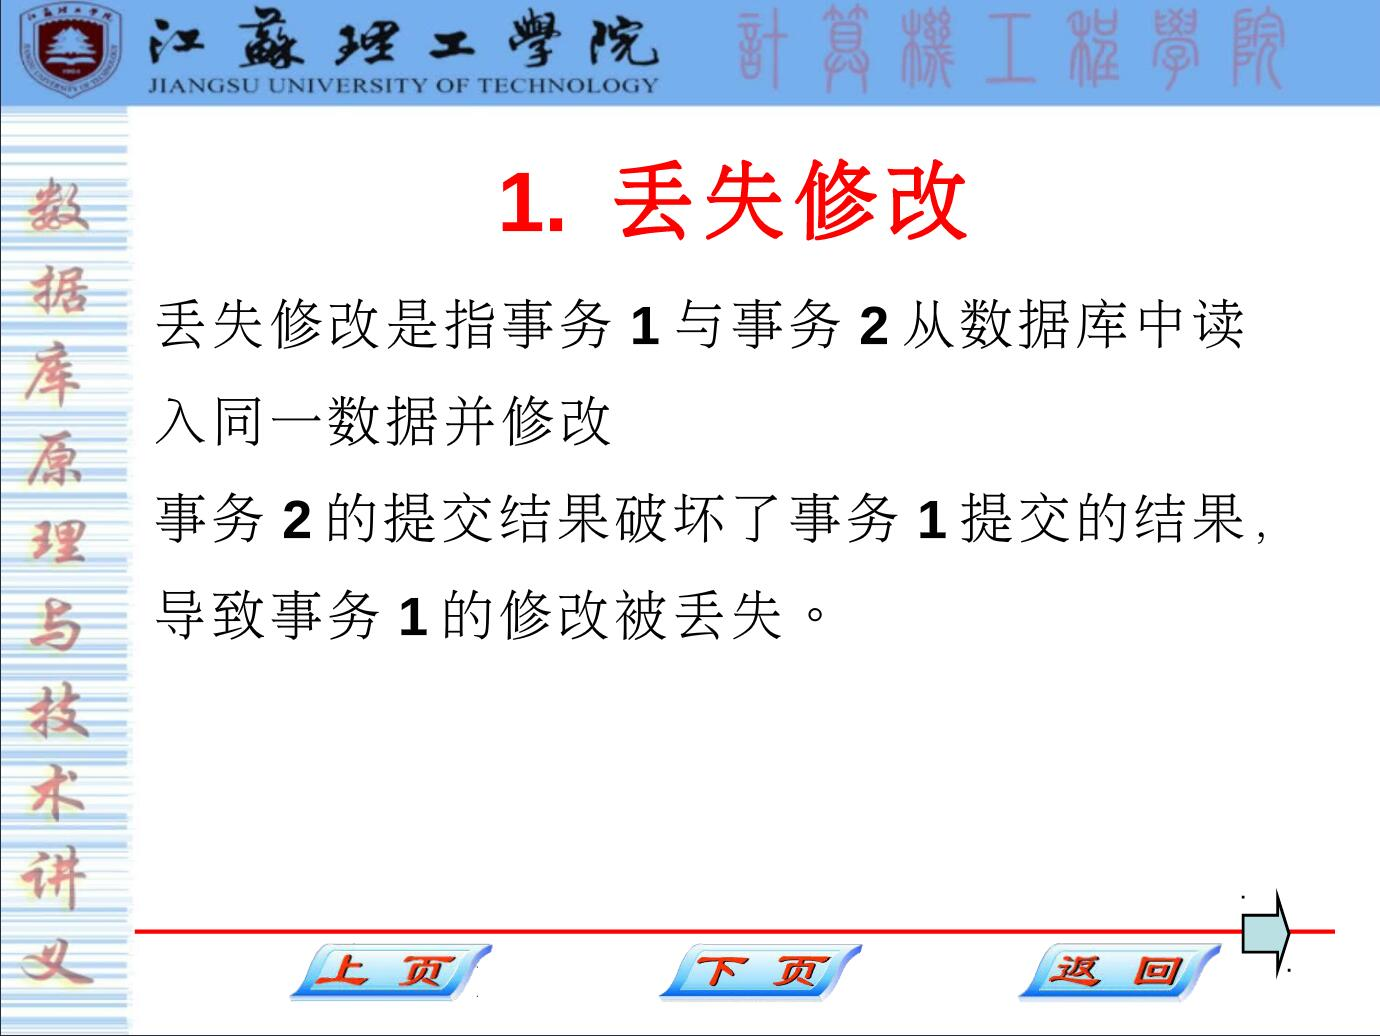 江蘇理工學院
JIANGSU UNIVERSITY OF TECHNOLOGY
計算機工程學院
数据库原理与技术讲义
1. 丢失修改
丢失修改是指事务 1 与事务 2 从数据库中读
入同一数据并修改
事务 2 的提交结果破坏了事务 1 提交的结果,
导致事务 1 的修改被丢失。
上 页
下 页
返 回